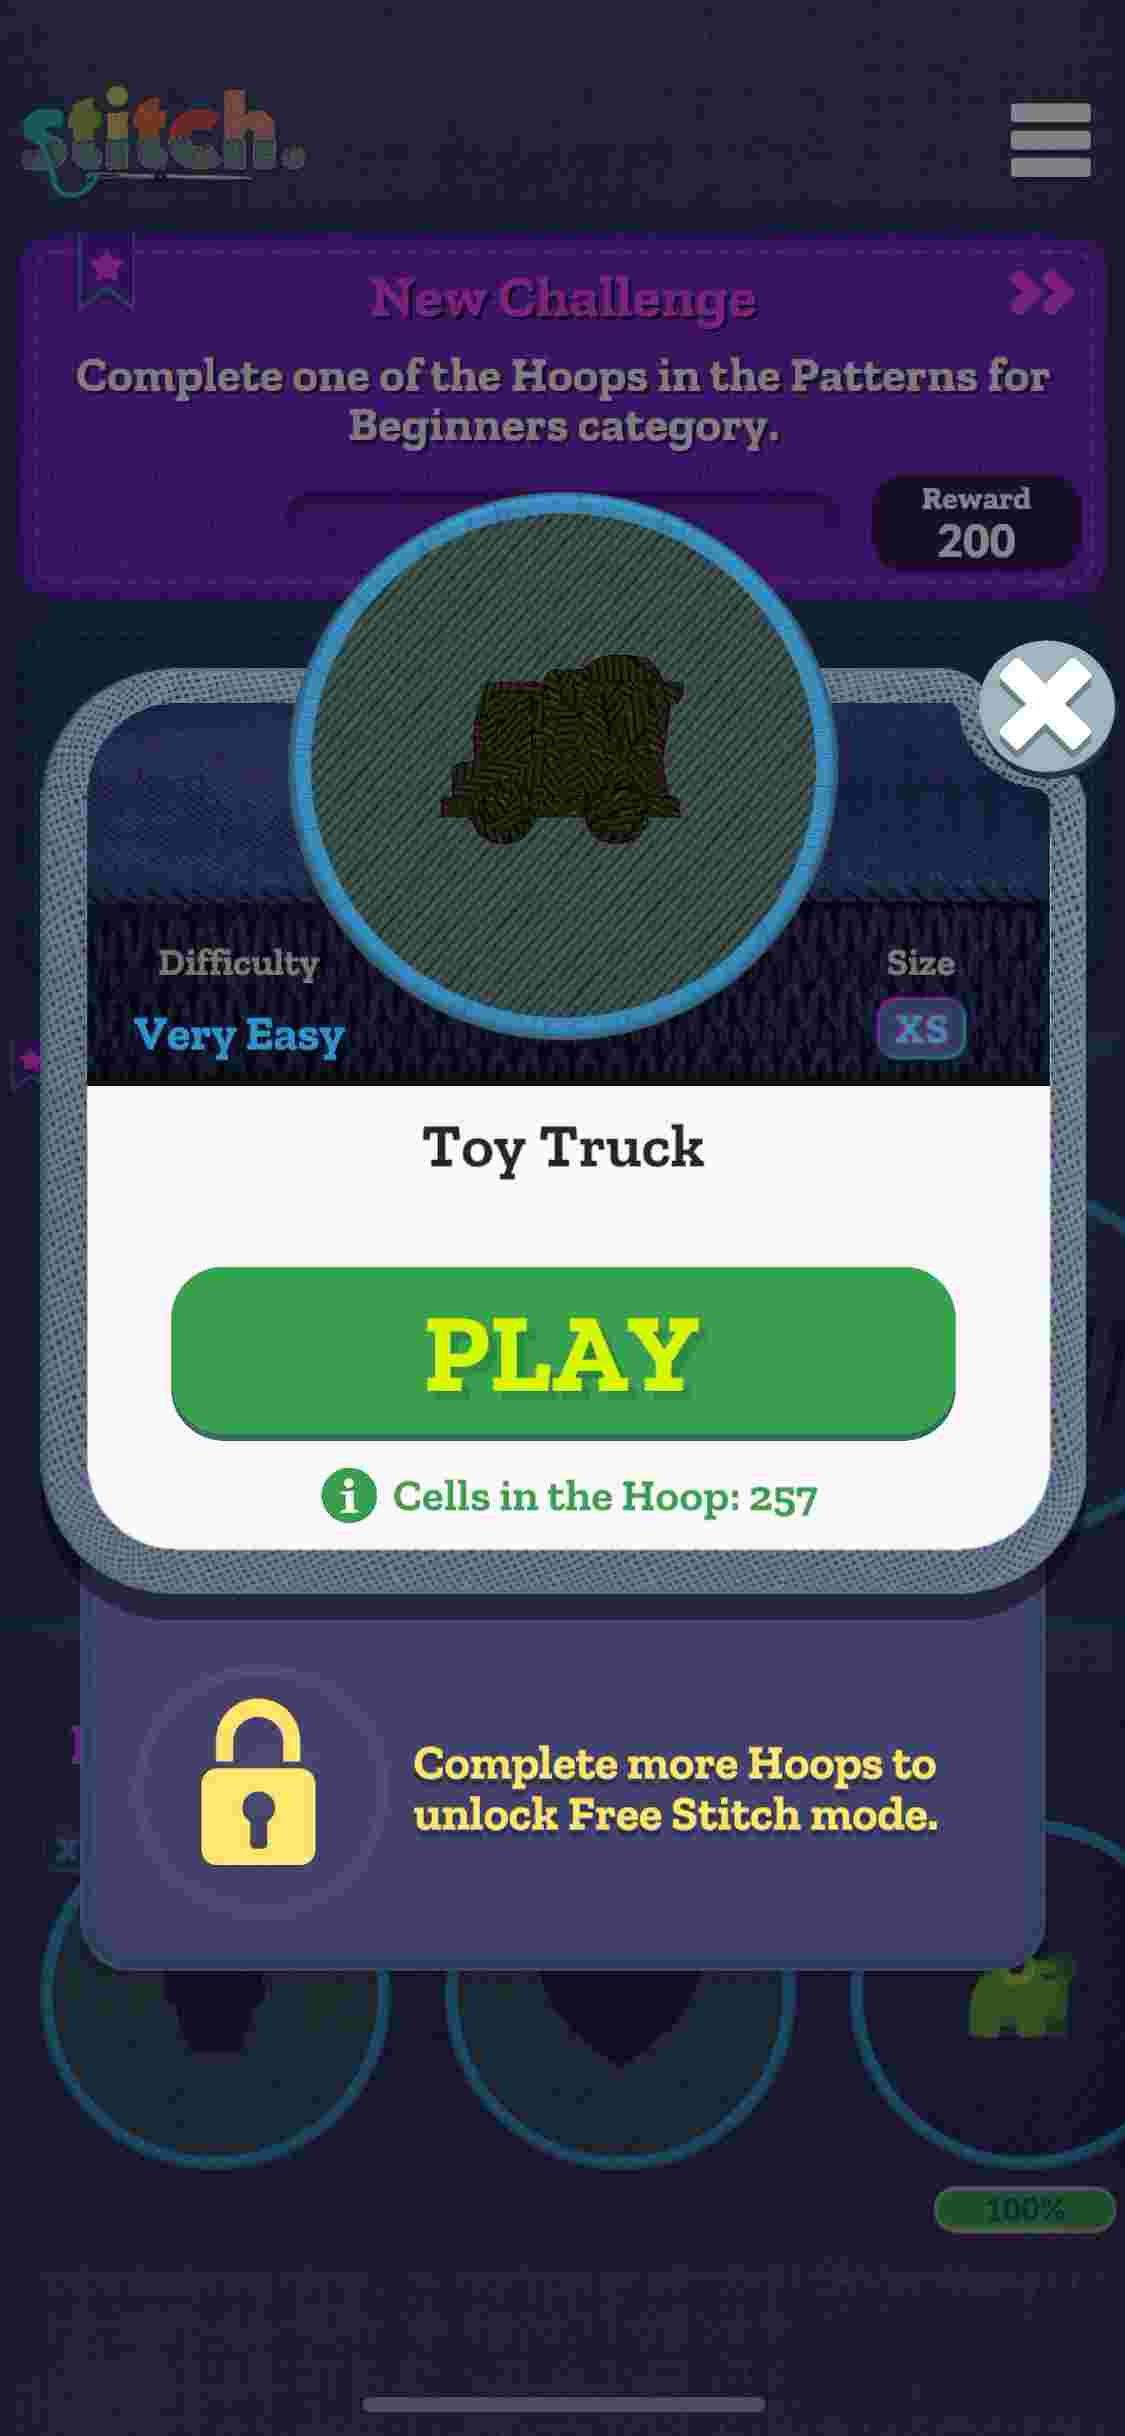 stitch.
New Challenge
Complete one of the Hoops in the Patterns for
Beginners category.
Reward
200
Difficulty
Very Easy
Size
XS
Toy Truck
PLAY
i Cells in the Hoop: 257
Complete more Hoops to
unlock Free Stitch mode.
100%